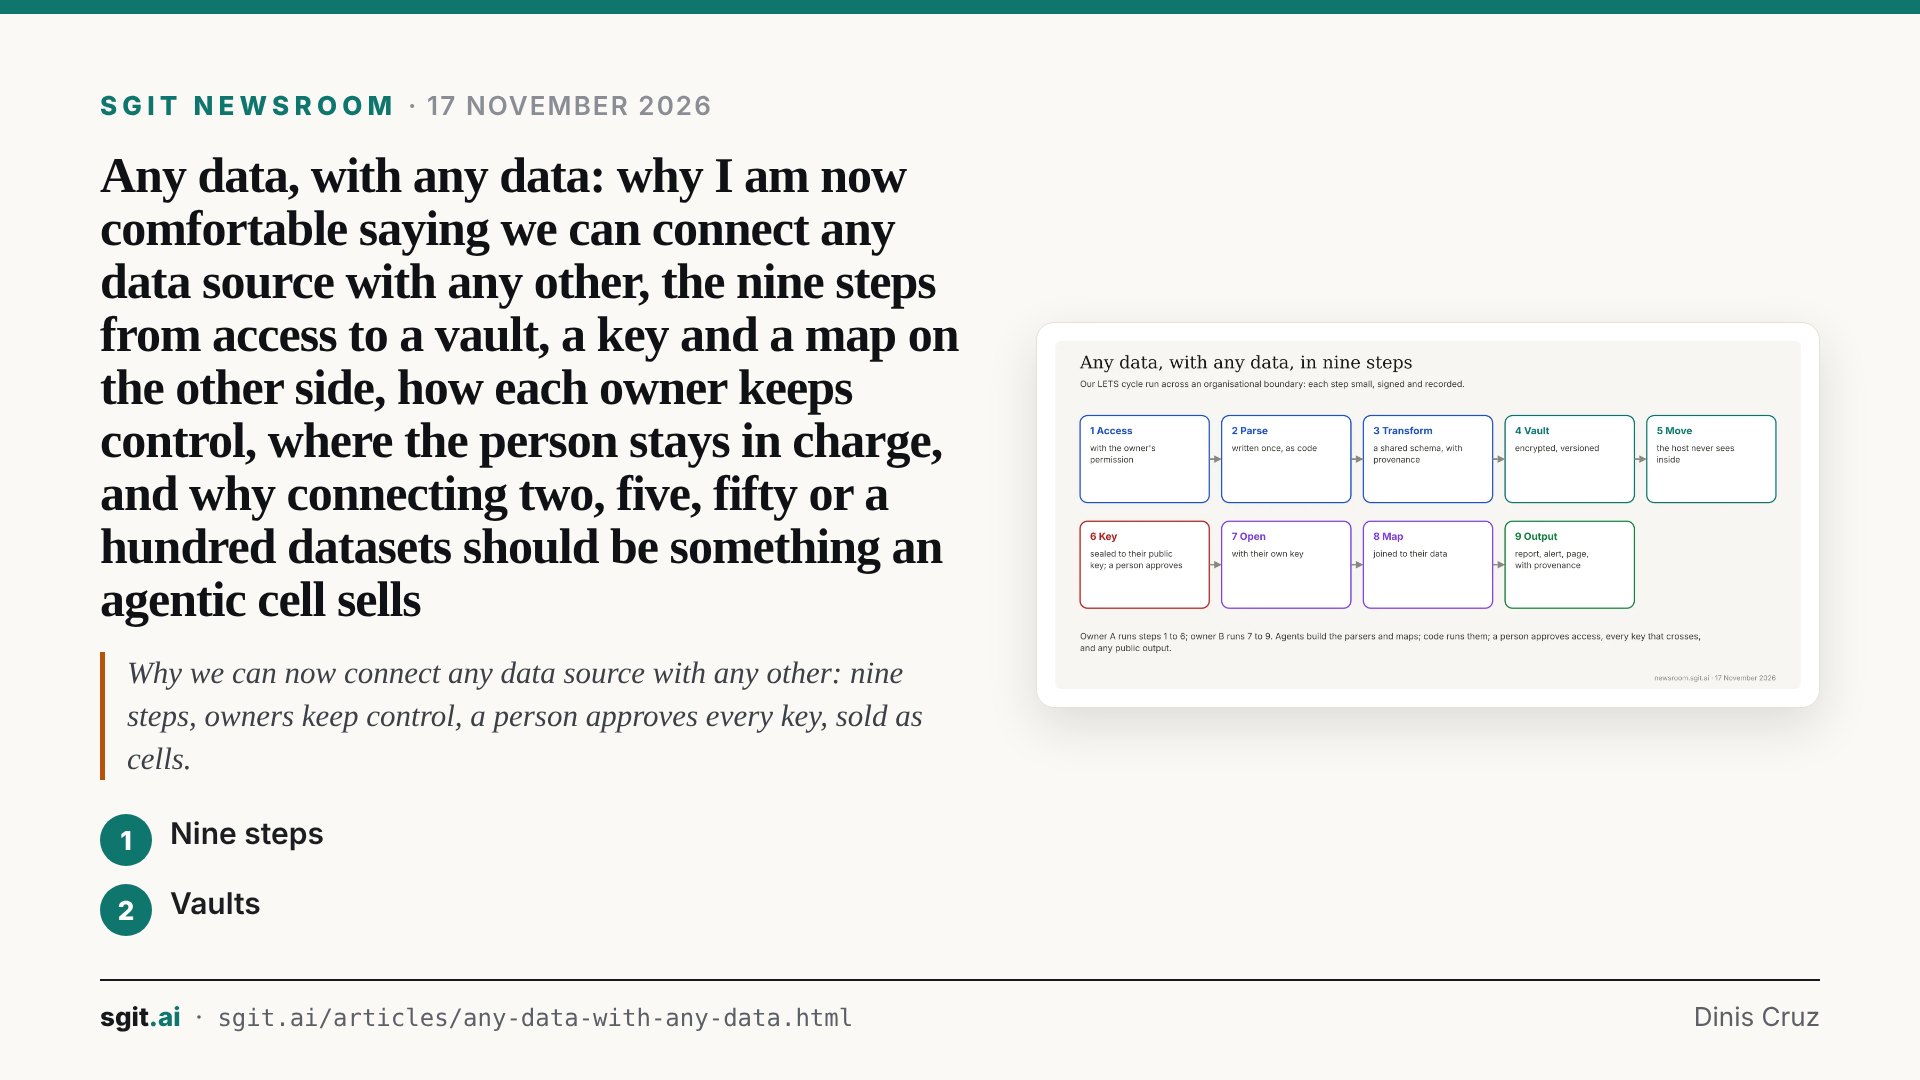 SGIT NEWSROOM · 17 NOVEMBER 2026
Any data, with any data: why I am now
comfortable saying we can connect any
data source with any other, the nine steps
from access to a vault, a key and a map on
the other side, how each owner keeps
control, where the person stays in charge,
and why connecting two, five, fifty or a
hundred datasets should be something an
agentic cell sells
Why we can now connect any data source with any other: nine
steps, owners keep control, a person approves every key, sold as
cells.
1 Nine steps
2 Vaults
Any data, with any data, in nine steps
Our LETS cycle run across an organisational boundary: each step small, signed and recorded.
1 Access
with the owner's
permission
2 Parse
written once, as code
3 Transform
a shared schema, with
provenance
4 Vault
encrypted, versioned
5 Move
the host never sees
inside
6 Key
sealed to their public
key; a person approves
7 Open
with their own key
8 Map
joined to their data
9 Output
report, alert, page,
with provenance
Owner A runs steps 1 to 6; owner B runs 7 to 9. Agents build the parsers and maps; code runs them; a person approves access, every key that crosses,
and any public output.
newsroom.sgit.ai · 17 November 2026
sgit.ai · sgit.ai/articles/any-data-with-any-data.html
Dinis Cruz